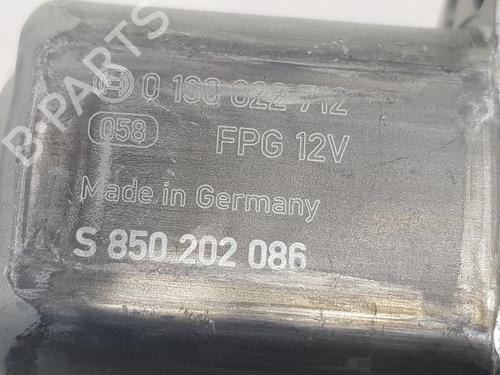 B-PARTS
0 130 822 712
058 FPG 12V
Made in Germany
S 850 202 086